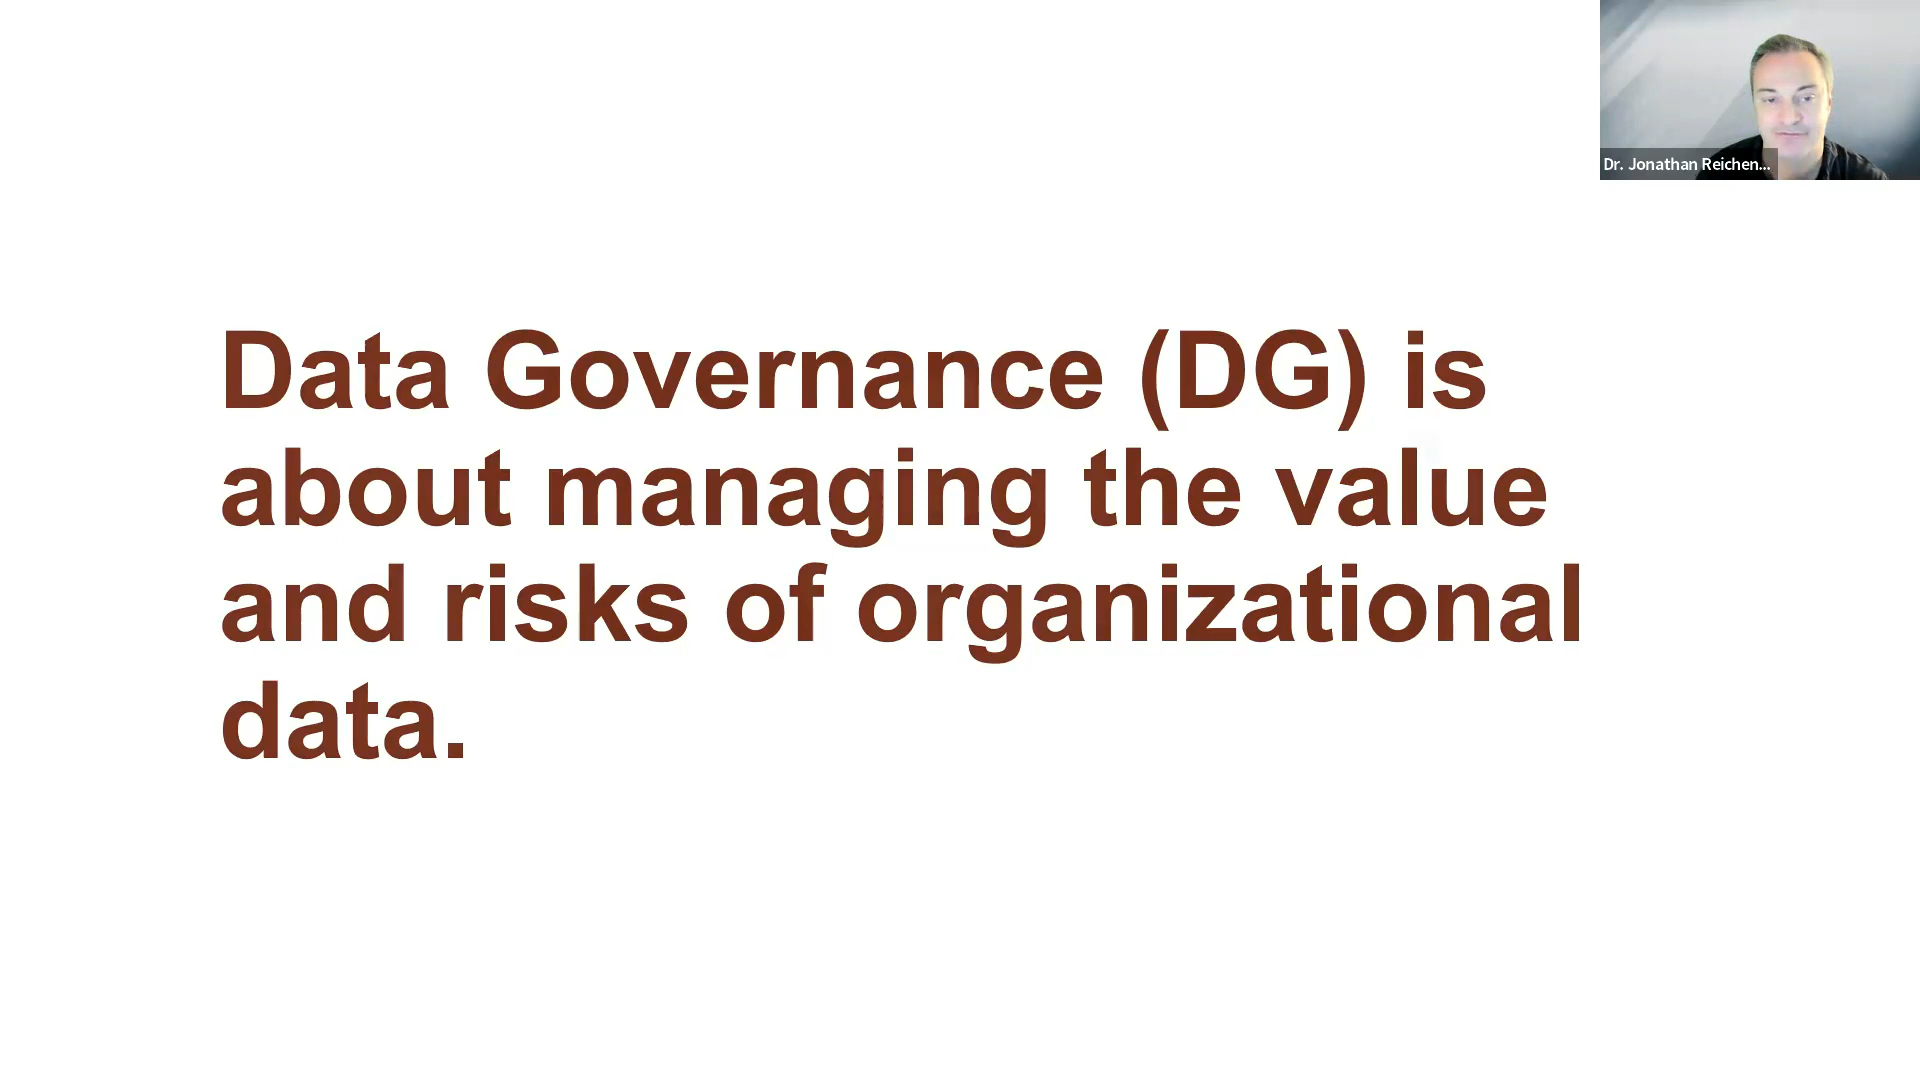 Dr. Jonathan Reichen...
Data Governance (DG) is
about managing the value
and risks of organizational
data.